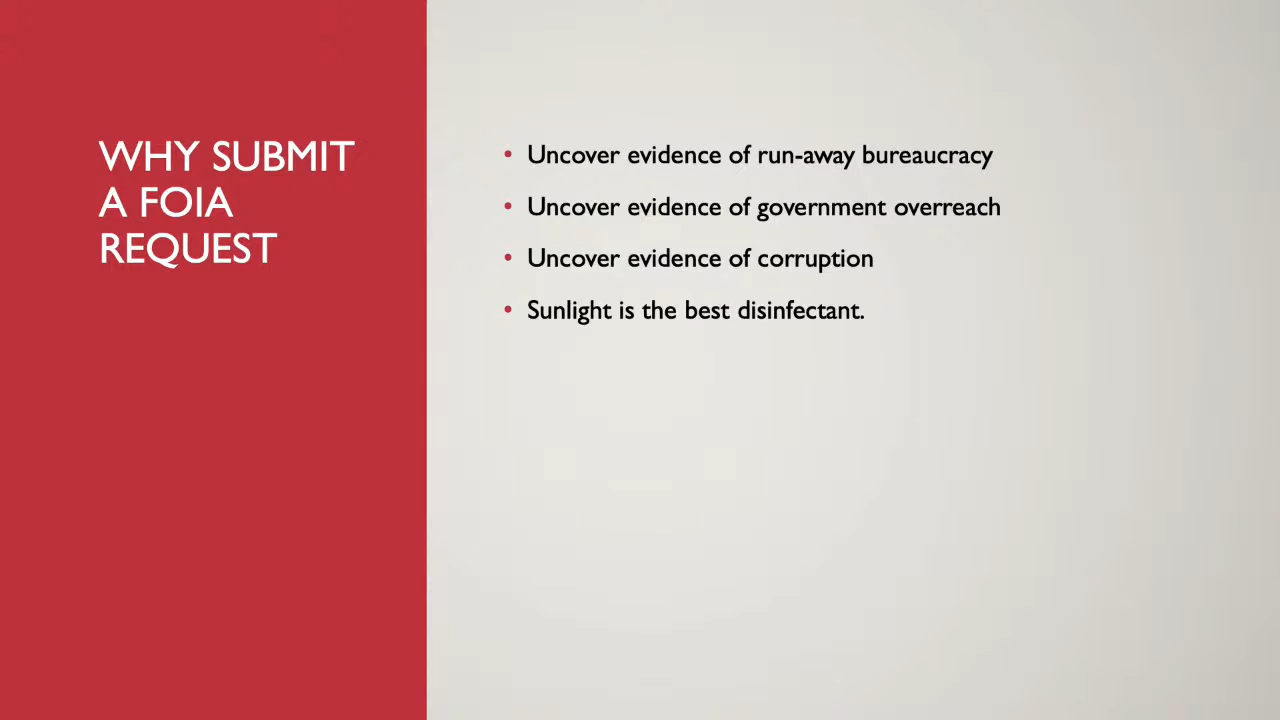 WHY SUBMIT
A FOIA
REQUEST
• Uncover evidence of run-away bureaucracy
• Uncover evidence of government overreach
• Uncover evidence of corruption
• Sunlight is the best disinfectant.